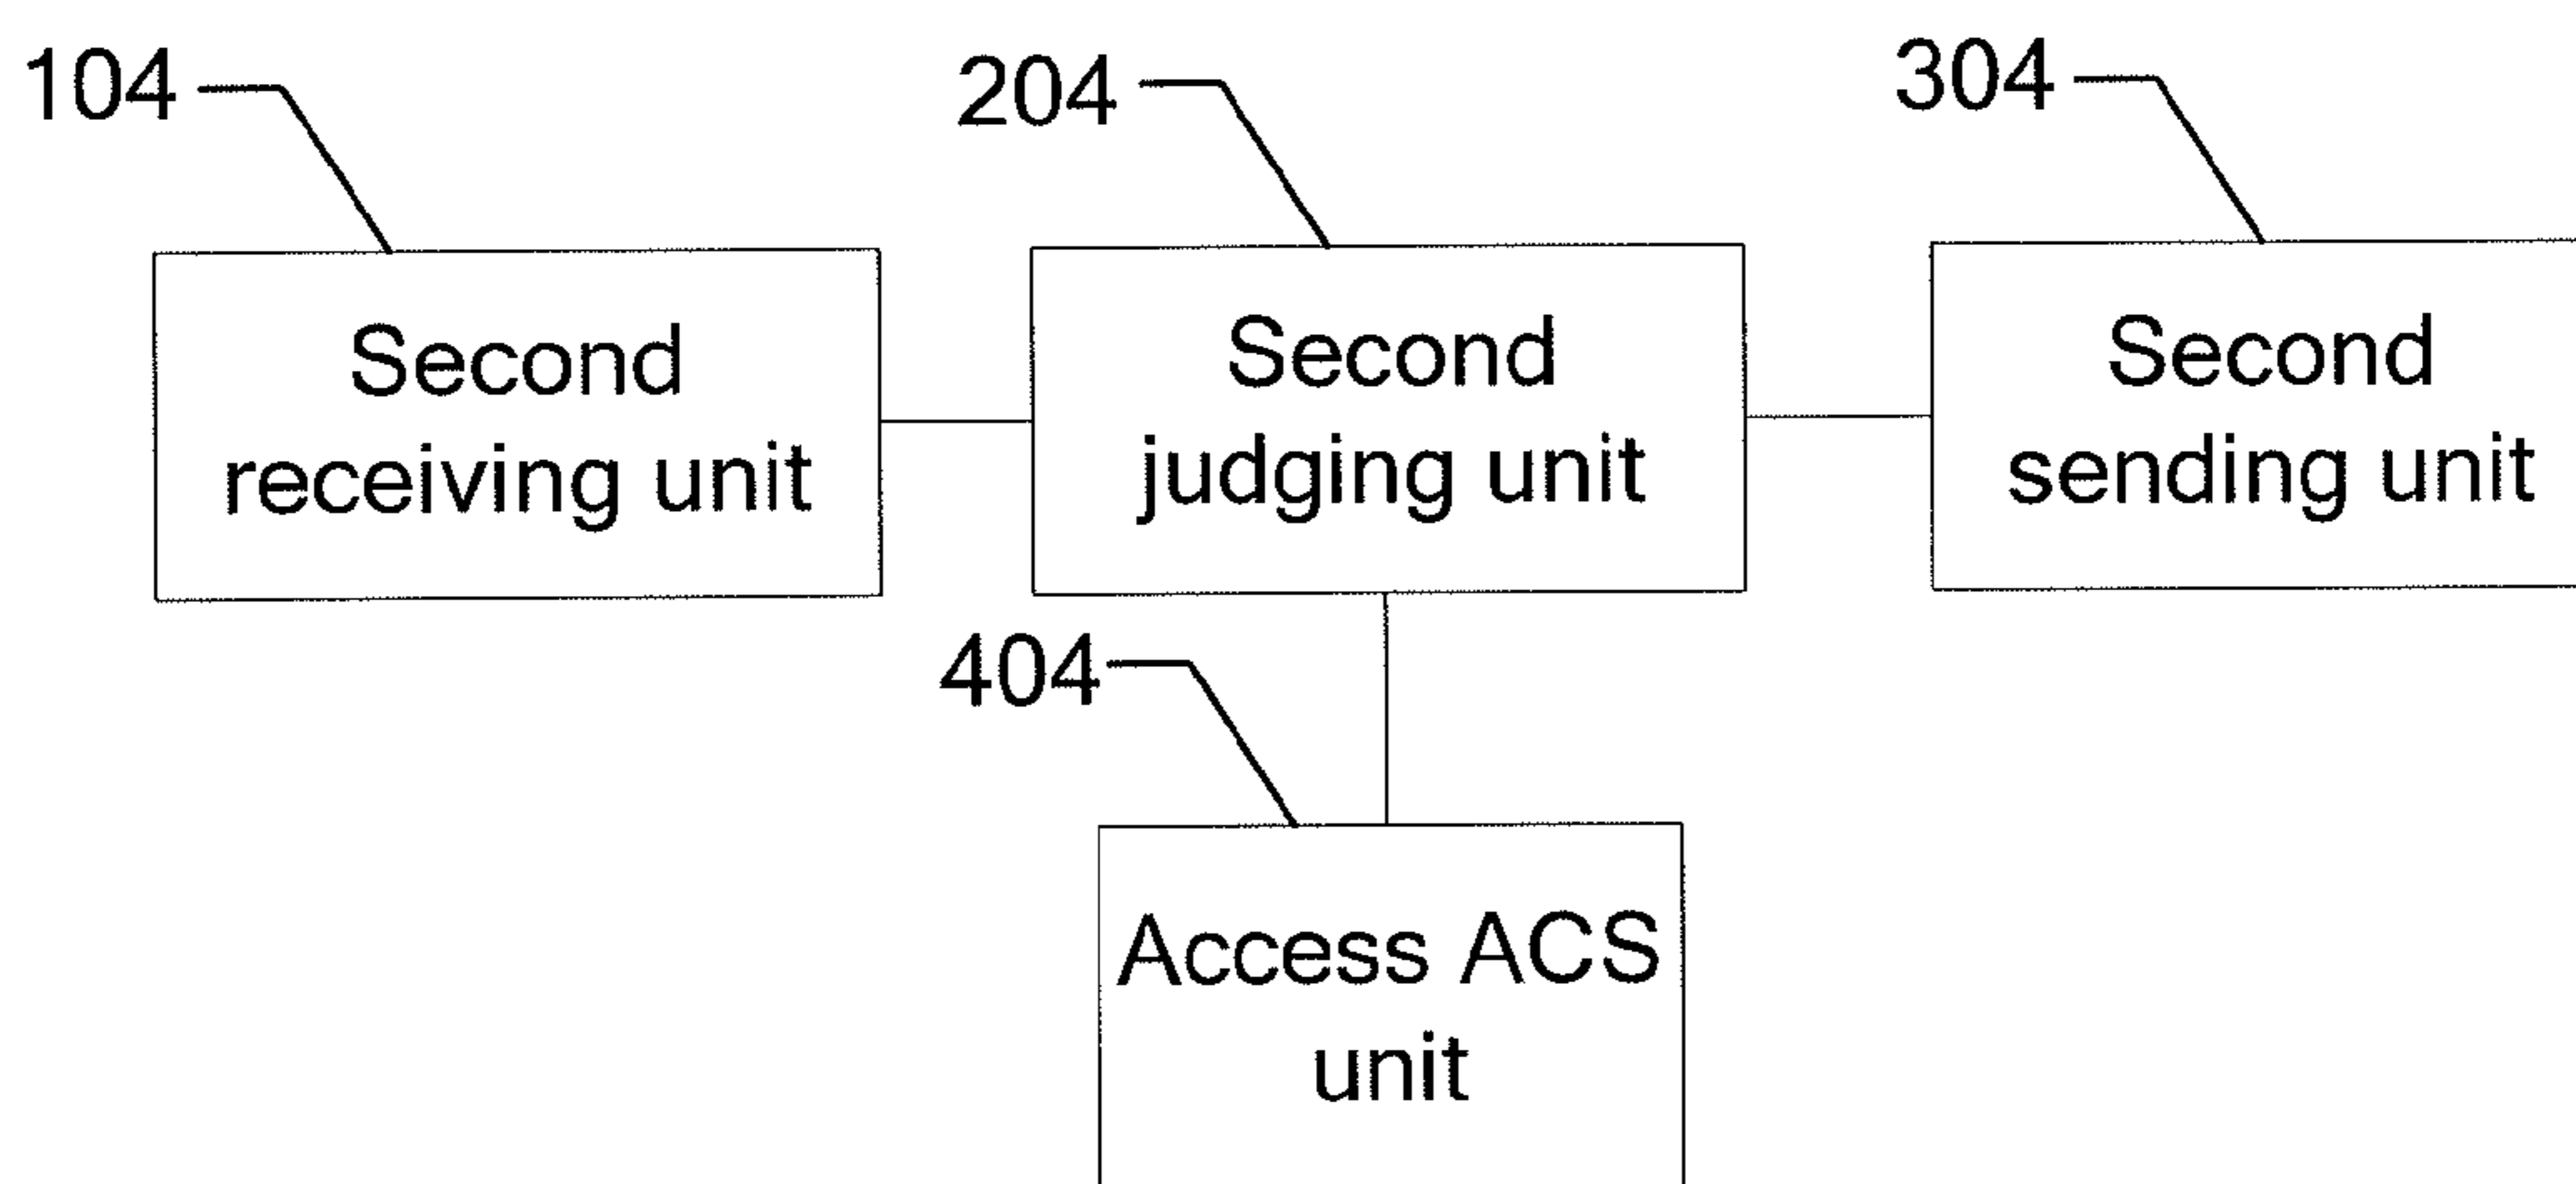 104
204
304
Second
receiving unit
Second
judging unit
Second
sending unit
404
Access ACS
unit